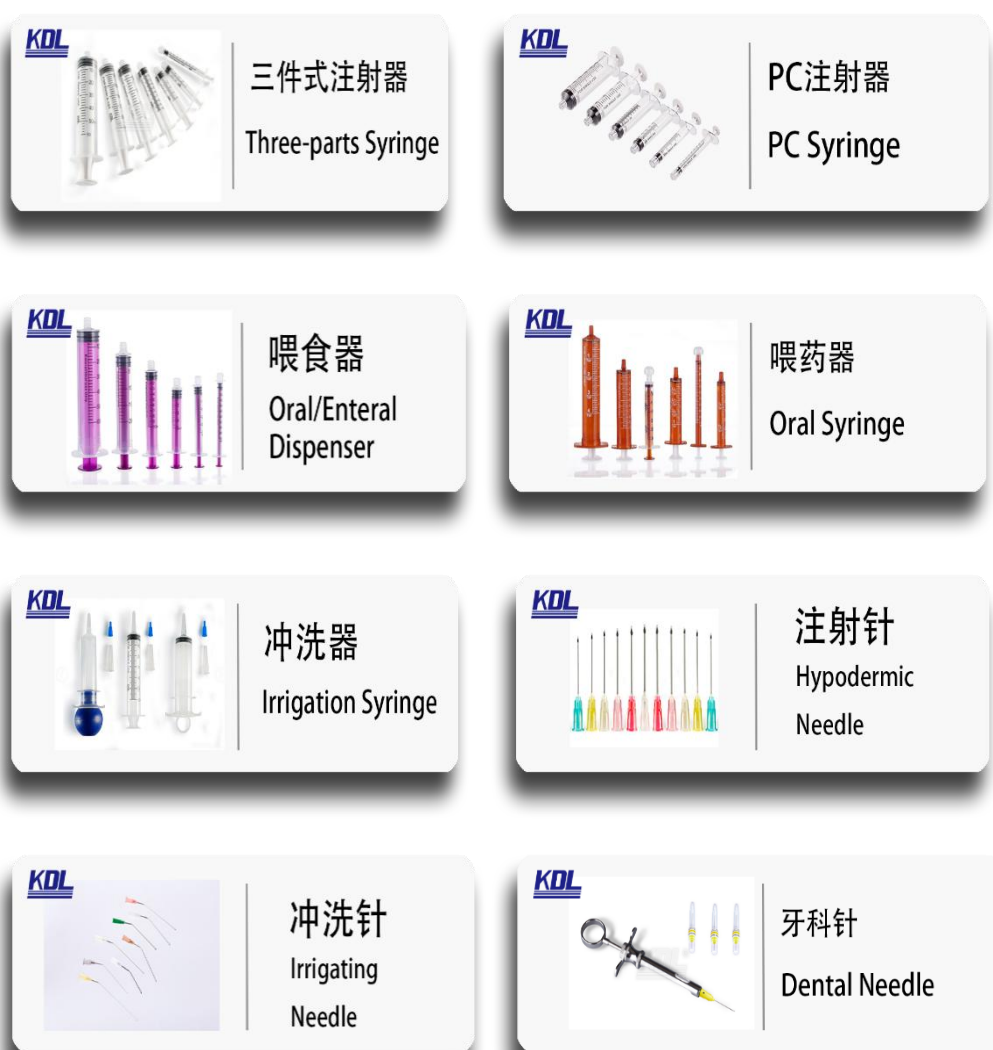 KDL
三件式注射器
Three-parts Syringe
KDL
PC注射器
PC Syringe
KDL
喂食器
Oral/Enteral
Dispenser
KDL
喂药器
Oral Syringe
KDL
冲洗器
Irrigation Syringe
KDL
注射针
Hypodermic
Needle
KDL
冲洗针
Irrigating
Needle
KDL
牙科针
Dental Needle